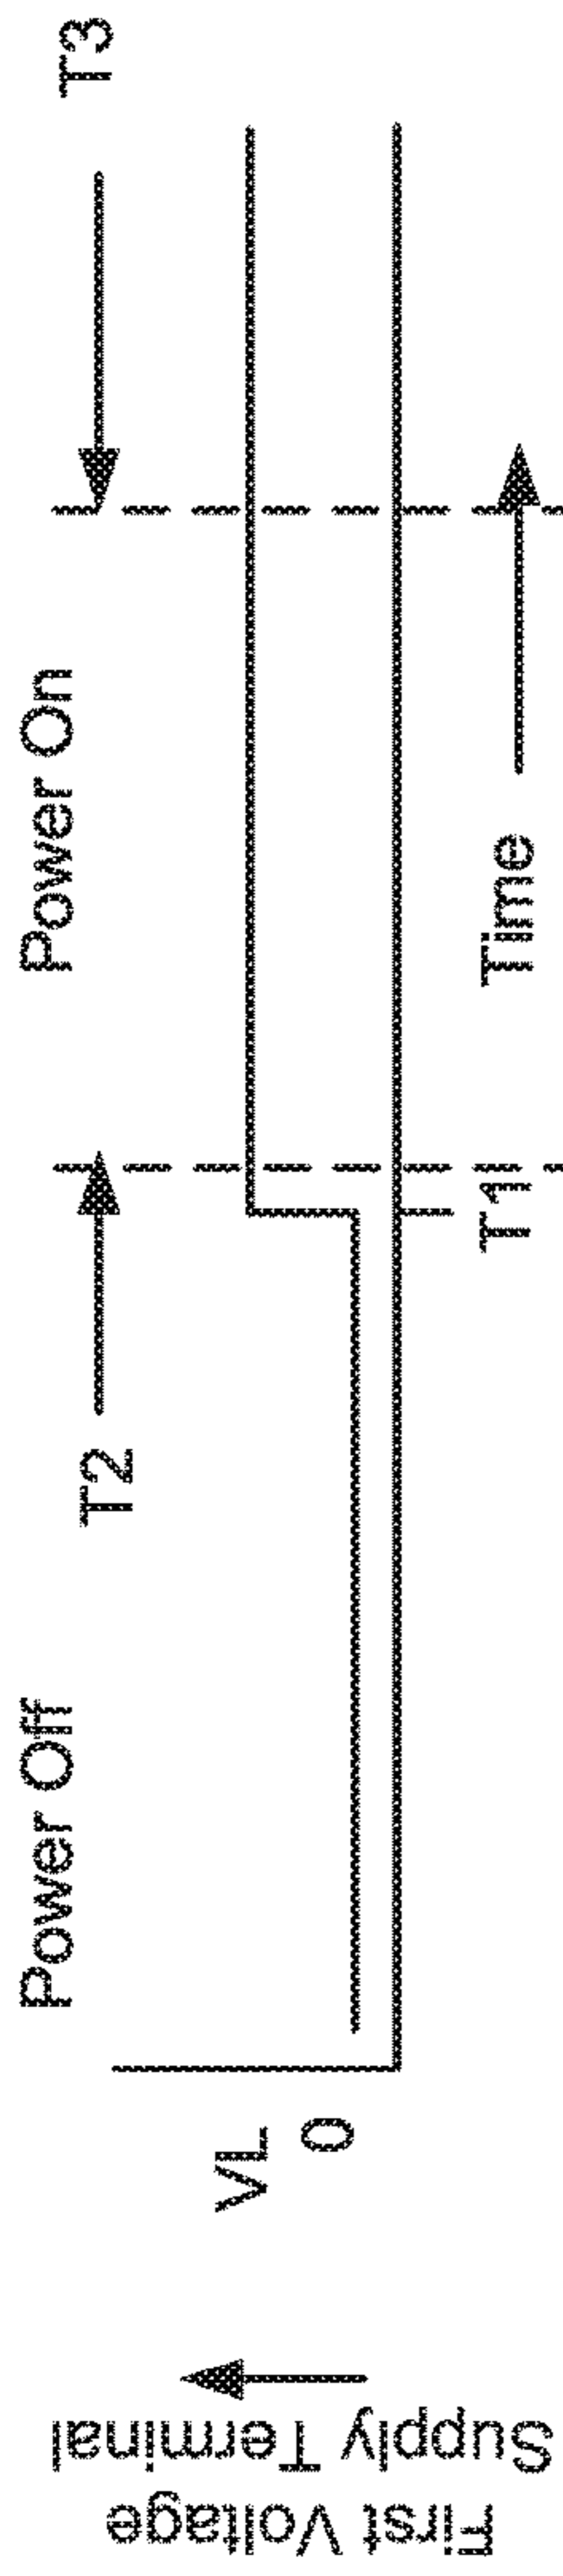 Power Off
Power On
T2
T3
VL
0
First Voltage
Supply Terminal
T1
Time